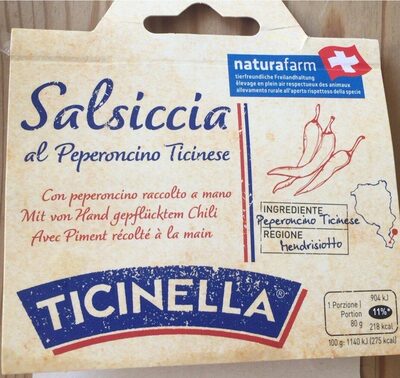 naturafarm
tierfreundliche Freilandhaltung
élevage en plein air respectueux des animaux
allevamento rurale all'aperto rispettoso della specie
Salsiccia
al Peperoncino Ticinese
Con peperoncino raccolto a mano
Mit von Hand gepflücktem Chili
Avec Piment récolté à la main
INGREDIENTE
Peperoncino Ticinese
REGIONE
Mendrisiotto
TICINELLA®
1 Porzione |
Portion
80 g
904 kJ
11%*
218 kcal
100 g: 1140 kJ (275 kcal)